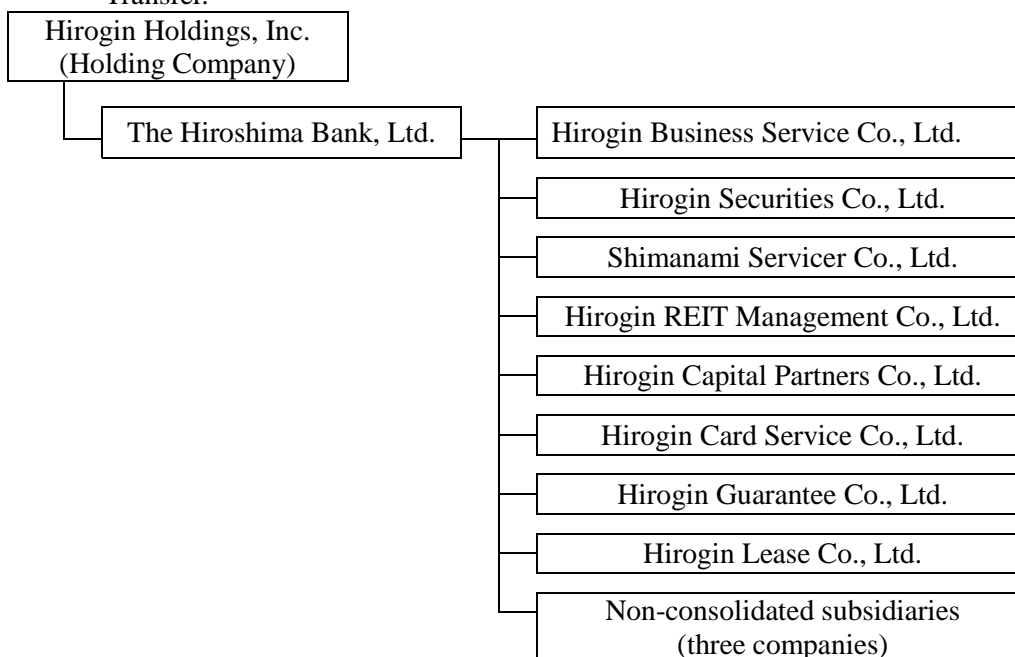 Transfer.
Hirogin Holdings, Inc.
(Holding Company)
The Hiroshima Bank, Ltd.
Hirogin Business Service Co., Ltd.
Hirogin Securities Co., Ltd.
Shimanami Servicer Co., Ltd.
Hirogin REIT Management Co., Ltd.
Hirogin Capital Partners Co., Ltd.
Hirogin Card Service Co., Ltd.
Hirogin Guarantee Co., Ltd.
Hirogin Lease Co., Ltd.
Non-consolidated subsidiaries
(three companies)